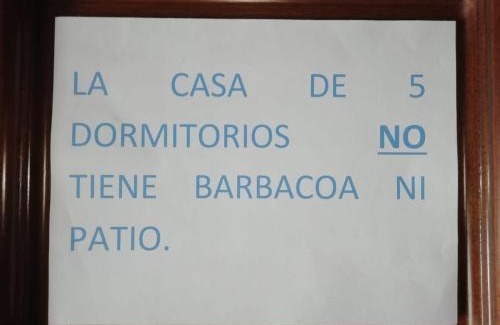 LA CASA DE 5
DORMITORIOS NO
TIENE BARBACOA NI
PATIO.